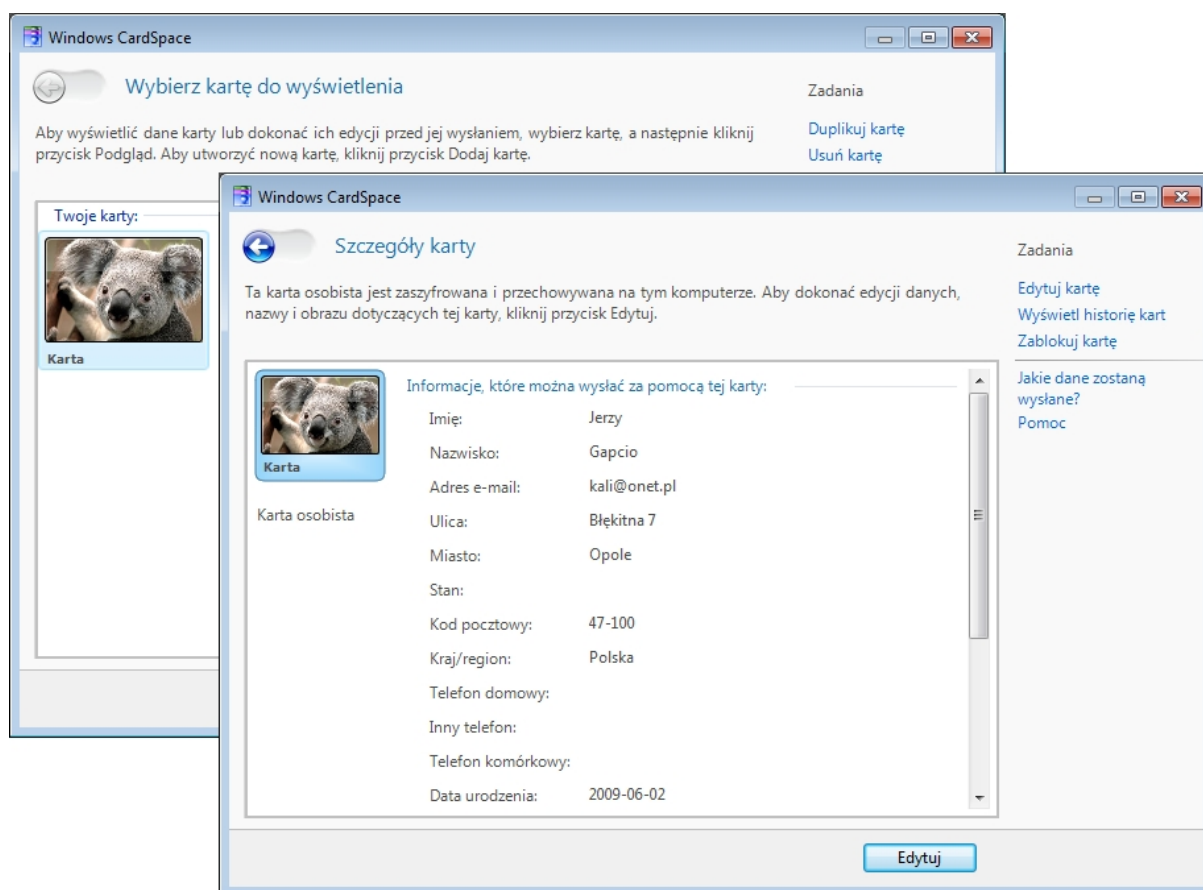 Windows CardSpace
Wybierz kartę do wyświetlenia
Aby wyświetlić dane karty lub dokonać ich edycji przed jej wysłaniem, wybierz kartę, a następnie kliknij
przycisk Podgląd. Aby utworzyć nową kartę, kliknij przycisk Dodaj kartę.
Zadania
Duplikuj kartę
Usuń kartę
Twoje karty:
Karta
Windows CardSpace
Szczegóły karty
Ta karta osobista jest zaszyfrowana i przechowywana na tym komputerze. Aby dokonać edycji danych,
nazwy i obrazu dotyczących tej karty, kliknij przycisk Edytuj.
Karta
Karta osobista
Informacje, które można wysłać za pomocą tej karty:
Imię: Jerzy
Nazwisko: Gapcio
Adres e-mail: kali@onet.pl
Ulica: Błękitna 7
Miasto: Opole
Stan:
Kod pocztowy: 47-100
Kraj/region: Polska
Telefon domowy:
Inny telefon:
Telefon komórkowy:
Data urodzenia: 2009-06-02
Zadania
Edytuj kartę
Wyświetl historię kart
Zablokuj kartę
Jakie dane zostaną
wysłane?
Pomoc
Edytuj